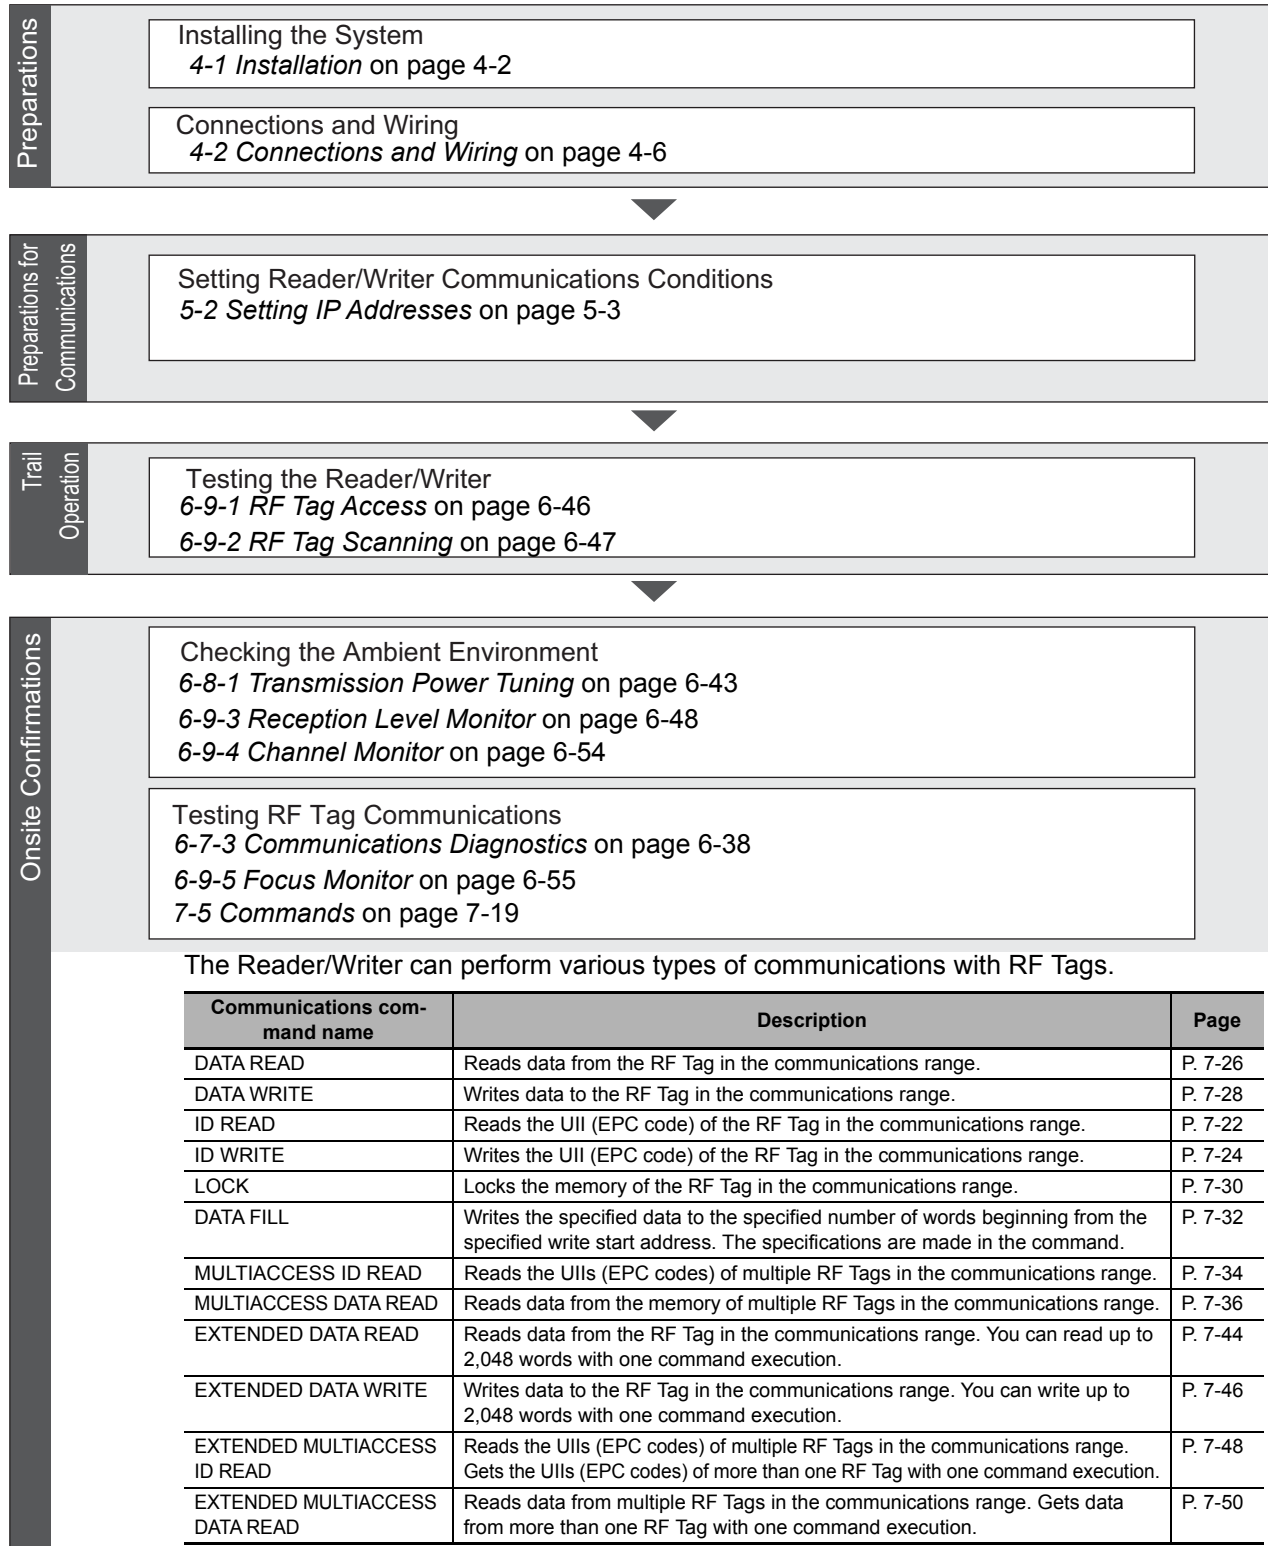 Preparations
Installing the System
4-1 Installation on page 4-2
Connections and Wiring
4-2 Connections and Wiring on page 4-6
Preparations for
Communications
Setting Reader/Writer Communications Conditions
5-2 Setting IP Addresses on page 5-3
Trail
Operation
Testing the Reader/Writer
6-9-1 RF Tag Access on page 6-46
6-9-2 RF Tag Scanning on page 6-47
Onsite Confirmations
Checking the Ambient Environment
6-8-1 Transmission Power Tuning on page 6-43
6-9-3 Reception Level Monitor on page 6-48
6-9-4 Channel Monitor on page 6-54
Testing RF Tag Communications
6-7-3 Communications Diagnostics on page 6-38
6-9-5 Focus Monitor on page 6-55
7-5 Commands on page 7-19
The Reader/Writer can perform various types of communications with RF Tags.
Communications com-
mand name
Description
Page
DATA READ
Reads data from the RF Tag in the communications range.
P. 7-26
DATA WRITE
Writes data to the RF Tag in the communications range.
P. 7-28
ID READ
Reads the UII (EPC code) of the RF Tag in the communications range.
P. 7-22
ID WRITE
Writes the UII (EPC code) of the RF Tag in the communications range.
P. 7-24
LOCK
Locks the memory of the RF Tag in the communications range.
P. 7-30
DATA FILL
Writes the specified data to the specified number of words beginning from the
specified write start address. The specifications are made in the command.
P. 7-32
MULTIACCESS ID READ
Reads the UIIs (EPC codes) of multiple RF Tags in the communications range.
P. 7-34
MULTIACCESS DATA READ
Reads data from the memory of multiple RF Tags in the communications range.
P. 7-36
EXTENDED DATA READ
Reads data from the RF Tag in the communications range. You can read up to
2,048 words with one command execution.
P. 7-44
EXTENDED DATA WRITE
Writes data to the RF Tag in the communications range. You can write up to
2,048 words with one command execution.
P. 7-46
EXTENDED MULTIACCESS
ID READ
Reads the UIIs (EPC codes) of multiple RF Tags in the communications range.
Gets the UIIs (EPC codes) of more than one RF Tag with one command execution.
P. 7-48
EXTENDED MULTIACCESS
DATA READ
Reads data from multiple RF Tags in the communications range. Gets data
from more than one RF Tag with one command execution.
P. 7-50